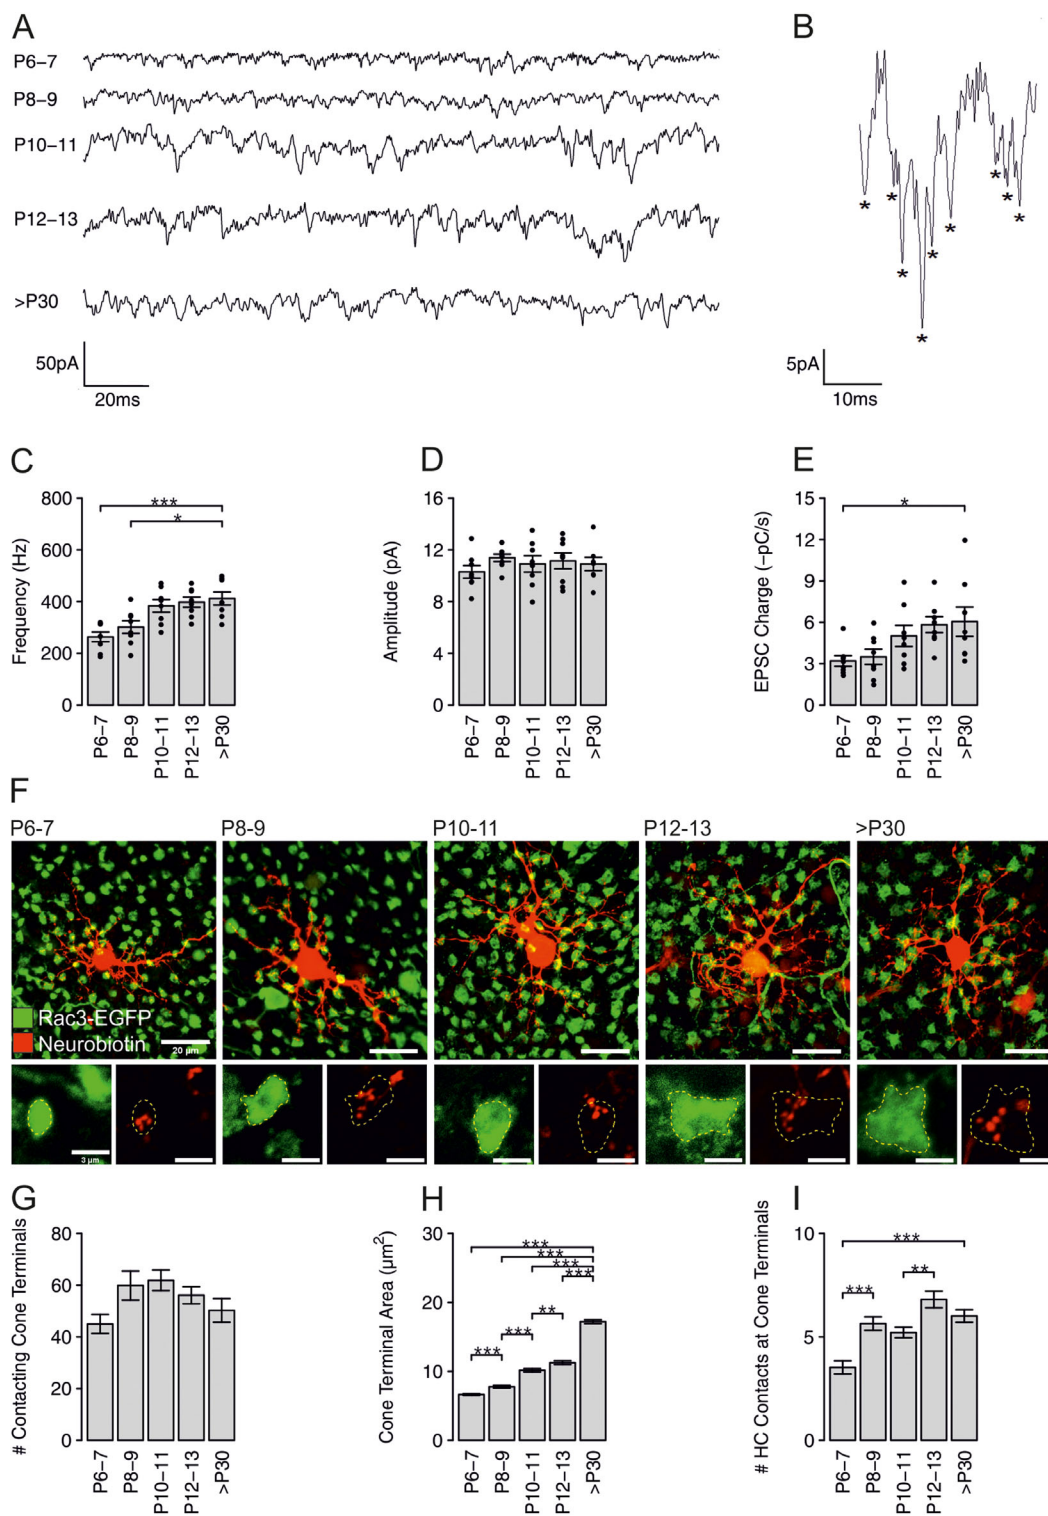 A
B
P6–7
P8–9
P10–11
P12–13
>P30
50pA
20ms
*
*
*
*
*
*
*
*
*
5pA
10ms
C
D
E
Frequency (Hz)
800
600
400
200
0
***
*
P6–7
P8–9
P10–11
P12–13
>P30
Amplitude (pA)
16
12
8
4
0
P6–7
P8–9
P10–11
P12–13
>P30
EPSC Charge (–pC/s)
15
12
9
6
3
0
*
P6–7
P8–9
P10–11
P12–13
>P30
F
P6-7
P8-9
P10-11
P12-13
>P30
Rac3-EGFP
Neurobiotin
20 µm
3 µm
G
H
I
# Contacting Cone Terminals
80
60
40
20
0
P6–7
P8–9
P10–11
P12–13
>P30
Cone Terminal Area (µm²)
30
20
10
0
***
***
***
***
***
***
**
P6–7
P8–9
P10–11
P12–13
>P30
# HC Contacts at Cone Terminals
10
5
0
***
***
**
P6–7
P8–9
P10–11
P12–13
>P30